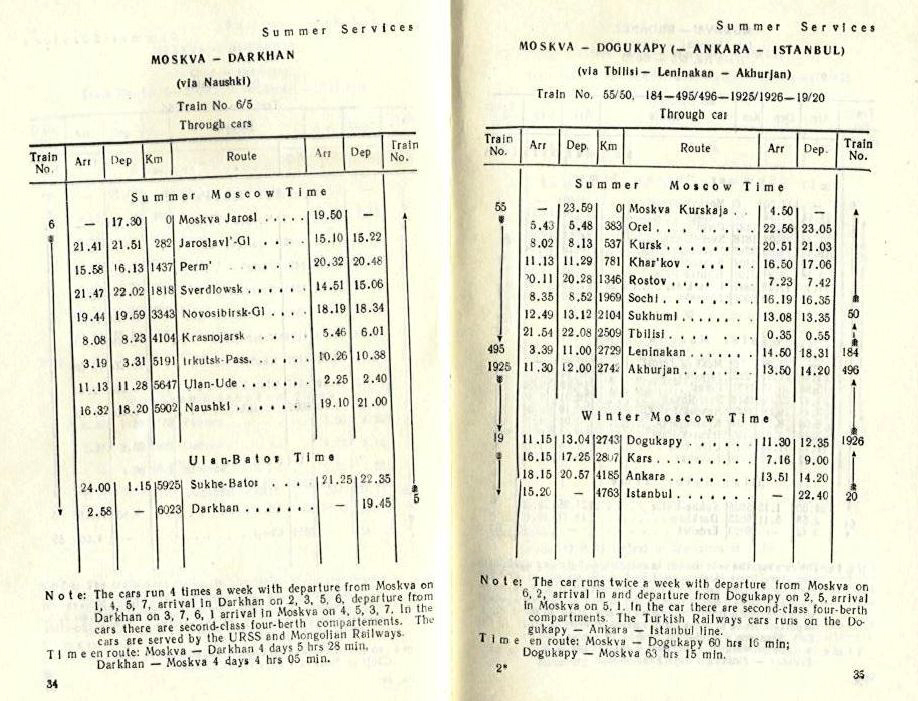 Summer Services
MOSKVA – DARKHAN
(via Naushki)
Train No. 6/5
Through cars
Train No. Arr Dep Km Route Arr Dep Train No.
Summer Moscow Time
6 — 17.30 0 Moskva Jarosl ..... 19.50 —
21.41 21.51 282 Jaroslavl'-Gl .... 15.10 15.22
15.58 16.13 1437 Perm' .... 20.32 20.48
21.47 22.02 1818 Sverdlowsk ..... 14.51 15.06
19.44 19.59 3343 Novosibirsk-Gl .... 18.19 18.34
8.08 8.23 4104 Krasnojarsk .... 5.46 6.01
3.19 3.31 5191 Irkutsk-Pass. ..... 10.26 10.38
11.13 11.28 5647 Ulan-Ude ...... 2.25 2.40
16.32 18.20 5902 Naushki ...... 19.10 21.00
Ulan-Bator Time
24.00 1.15 5925 Sukhe-Bator .... 21.25 22.35
2.58 — 6023 Darkhan ....... — 19.45 5
Note: The cars run 4 times a week with departure from Moskva on
1, 4, 5, 7, arrival in Darkhan on 2, 3, 5, 6, departure from
Darkhan on 3, 7, 6, 1 arrival in Moskva on 4, 5, 3, 7. In the
cars there are second-class four-berth compartements. The
cars are served by the URSS and Mongolian Railways.
Time en route: Moskva — Darkhan 4 days 5 hrs 28 min,
Darkhan — Moskva 4 days 4 hrs 05 min.
34
Summer Services
MOSKVA – DOGUKAPY (– ANKARA – ISTANBUL)
(via Tbilisi— Leninakan – Akhurjan)
Train No. 55/50, 184—495/496—1925/1926—19/20
Through car
Train No. Arr Dep. Km Route Arr Dep. Train No.
Summer Moscow Time
55 — 23.59 0 Moskva Kurskaja .. 4.50 —
5.43 5.48 383 Orel ....... 22.56 23.05
8.02 8.13 537 Kursk ....... 20.51 21.03
11.13 11.29 781 Khar'kov ..... 16.50 17.06
20.11 20.28 1346 Rostov ...... 7.23 7.42
8.35 8,52 1969 Sochi ....... 16.19 16.35
12.49 13.12 2104 Sukhumi ...... 13.08 13.35 50
21.54 22.08 2509 Tbilisi ...... 0.35 0.55
495 3.39 11.00 2729 Leninakan ...... 14.50 18.31 184
1925 11.30 12.00 2742 Akhurjan ...... 13.50 14.20 496
Winter Moscow Time
19 11.15 13.04 2743 Dogukapy ...... 11.30 12.35 1926
16.15 17.25 2807 Kars ........ 7.16 9.00
18.15 20.57 4185 Ankara ....... 13.51 14.20
15.20 — 4763 Istanbul ....... — 22.40 20
Note: The car runs twice a week with departure from Moskva on
6, 2, arrival in and departure from Dogukapy on 2, 5, arrival
in Moskva on 5, 1. In the car there are second-class four-berth
compartments. The Turkish Railways cars runs on the Do-
gukapy — Ankara — Istanbul line.
Time en route: Moskva — Dogukapy 60 hrs 16 min;
Dogukapy — Moskva 63 hrs 15 min.
2*
35